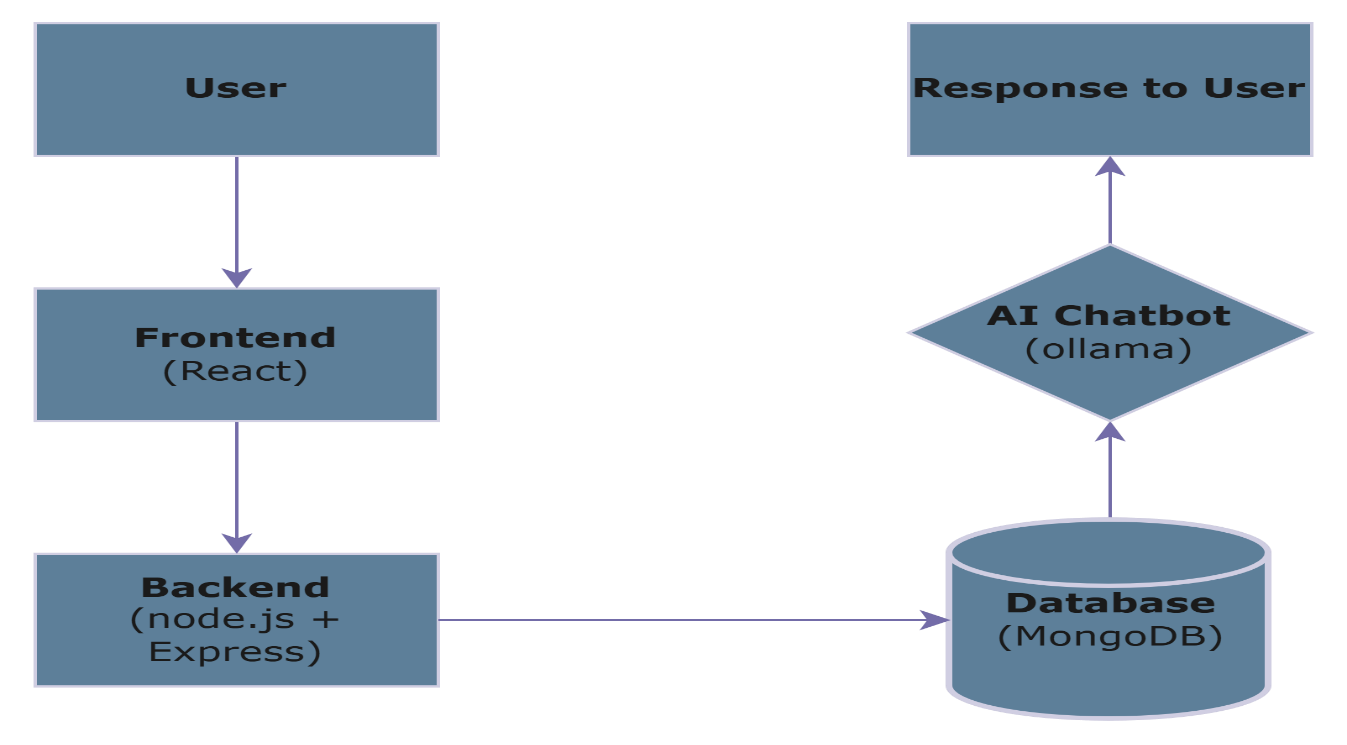 User
Frontend
(React)
Backend
(node.js +
Express)
Database
(MongoDB)
AI Chatbot
(ollama)
Response to User